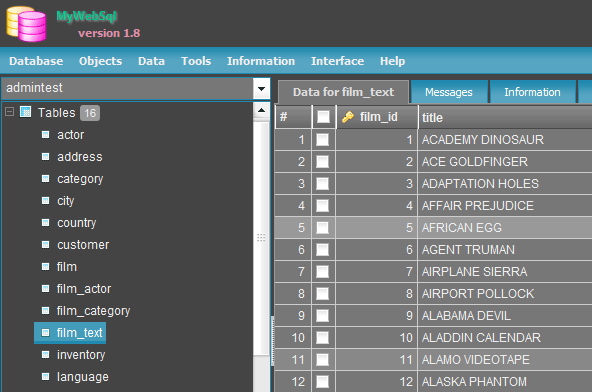 MyWebSql
version 1.8
Database Objects Data Tools Information Interface Help
admintest
Tables 16
actor
address
category
city
country
customer
film
film_actor
film_category
film_text
inventory
language
Data for film_text Messages Information
# film_id title
1 1 ACADEMY DINOSAUR
2 2 ACE GOLDFINGER
3 3 ADAPTATION HOLES
4 4 AFFAIR PREJUDICE
5 5 AFRICAN EGG
6 6 AGENT TRUMAN
7 7 AIRPLANE SIERRA
8 8 AIRPORT POLLOCK
9 9 ALABAMA DEVIL
10 10 ALADDIN CALENDAR
11 11 ALAMO VIDEOTAPE
12 12 ALASKA PHANTOM